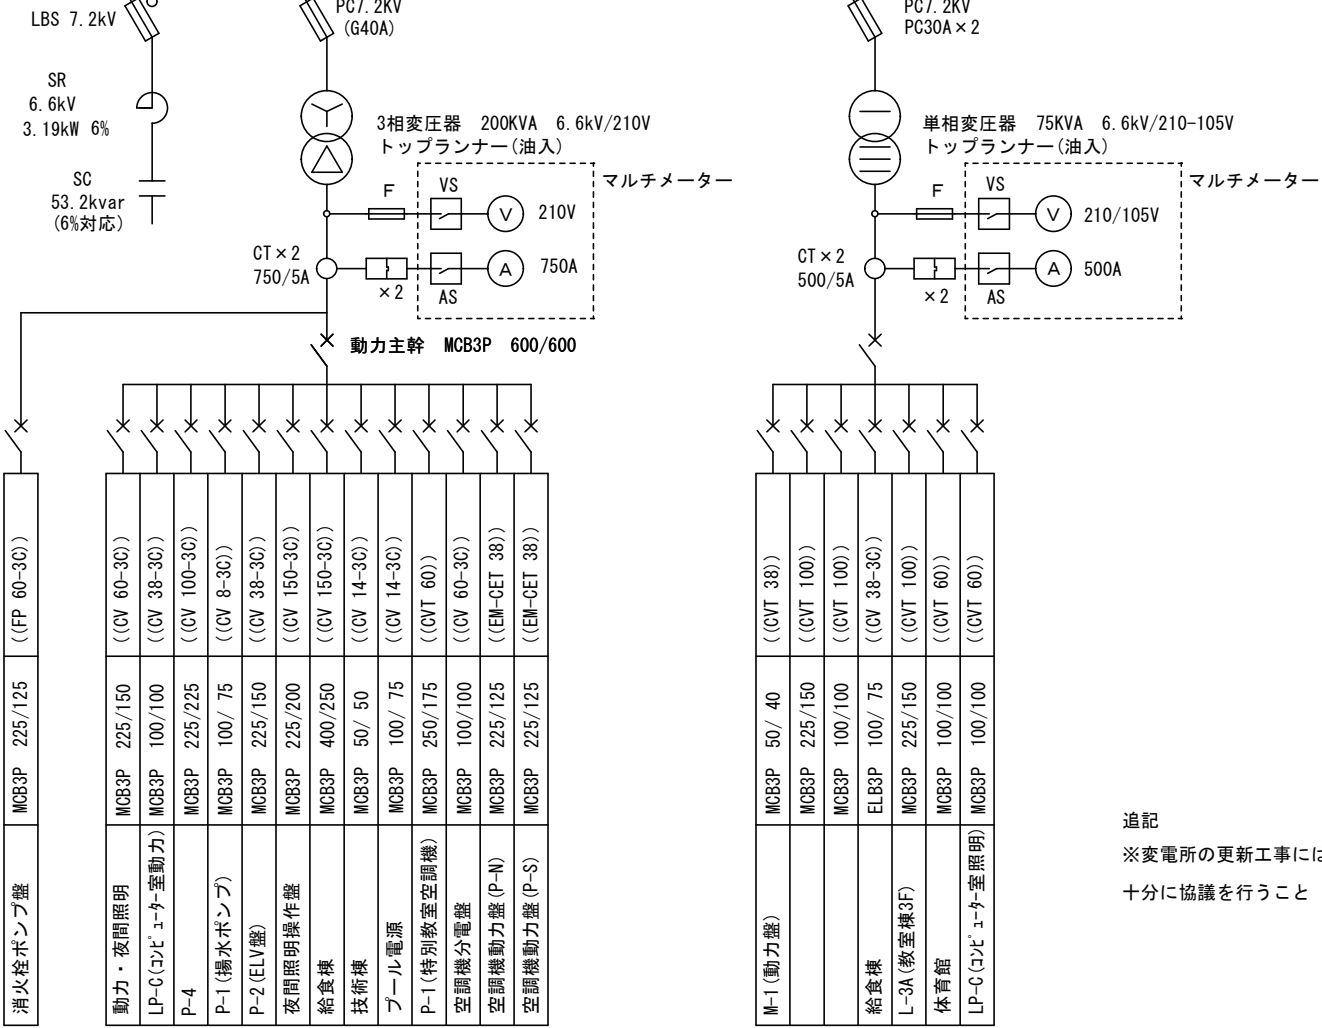 LBS 7.2kV
PC7.2KV
(G40A)
PC7.2KV
PC30A×2
SR
6.6kV
3.19kW 6%
SC
53.2kvar
(6%対応)
3相変圧器 200KVA 6.6kV/210V
トップランナー(油入)
マルチメーター
F
VS
V
210V
CT×2
750/5A
×2
AS
A
750A
動力主幹 MCB3P 600/600
単相変圧器 75KVA 6.6kV/210-105V
トップランナー(油入)
マルチメーター
F
VS
V
210/105V
CT×2
500/5A
×2
AS
A
500A
消火栓ポンプ盤 MCB3P 225/125 ((FP 60-3C))
動力・夜間照明 MCB3P 225/150 ((CV 60-3C))
LP-C(コンピューター室動力) MCB3P 100/100 ((CV 38-3C))
P-4 MCB3P 225/225 ((CV 100-3C))
P-1(揚水ポンプ) MCB3P 100/ 75 ((CV 8-3C))
P-2(ELV盤) MCB3P 225/150 ((CV 38-3C))
夜間照明操作盤 MCB3P 225/200 ((CV 150-3C))
給食棟 MCB3P 400/250 ((CV 150-3C))
技術棟 MCB3P 50/ 50 ((CV 14-3C))
プール電源 MCB3P 100/ 75 ((CV 14-3C))
P-1(特別教室空調機) MCB3P 250/175 ((CVT 60))
空調機分電盤 MCB3P 100/100 ((CV 60-3C))
空調機動力盤(P-N) MCB3P 225/125 ((EM-CET 38))
空調機動力盤(P-S) MCB3P 225/125 ((EM-CET 38))
M-1(動力盤) MCB3P 50/ 40 ((CVT 38))
MCB3P 225/150 ((CVT 100))
MCB3P 100/100 ((CVT 100))
給食棟 ELB3P 100/ 75 ((CV 38-3C))
L-3A(教室棟3F) MCB3P 225/150 ((CVT 100))
体育館 MCB3P 100/100 ((CVT 60))
LP-C(コンピューター室照明) MCB3P 100/100 ((CVT 60))
追記
※変電所の更新工事には
十分に協議を行うこと